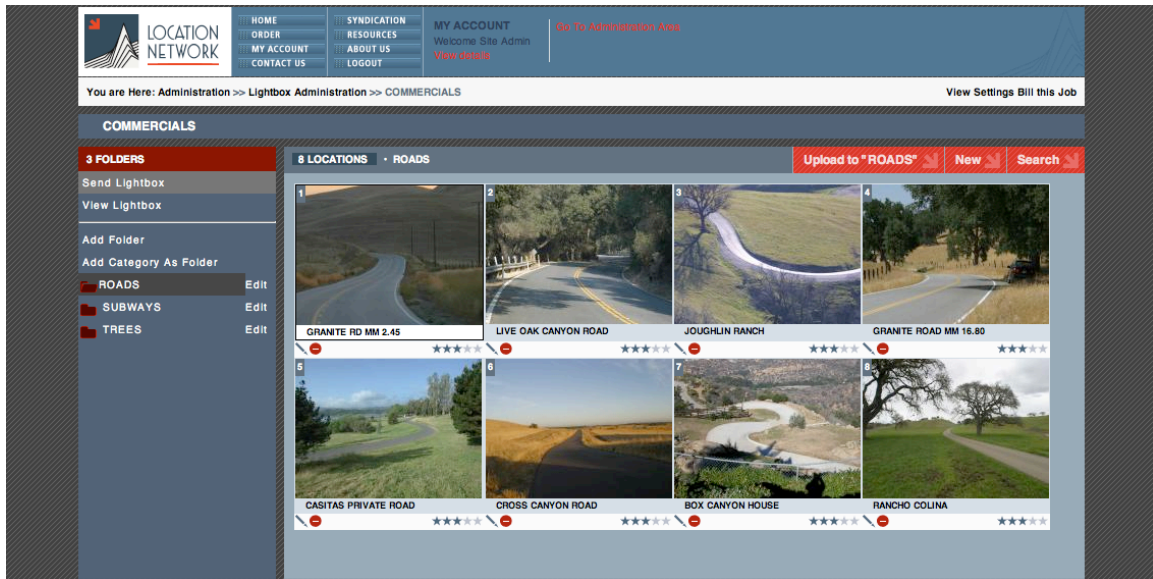 LOCATION
NETWORK
HOME
ORDER
MY ACCOUNT
CONTACT US
SYNDICATION
RESOURCES
ABOUT US
LOGOUT
MY ACCOUNT
Welcome Site Admin
View details
Go To Administration Area
You are Here: Administration >> Lightbox Administration >> COMMERCIALS
View Settings Bill this Job
COMMERCIALS
3 FOLDERS
Send Lightbox
View Lightbox
Add Folder
Add Category As Folder
ROADS Edit
SUBWAYS Edit
TREES Edit
8 LOCATIONS · ROADS
Upload to "ROADS" New Search
1 2 3 4
GRANITE RD MM 2.45 LIVE OAK CANYON ROAD JOUGHLIN RANCH GRANITE ROAD MM 16.80
5 6 7 8
CASITAS PRIVATE ROAD CROSS CANYON ROAD BOX CANYON HOUSE RANCHO COLINA